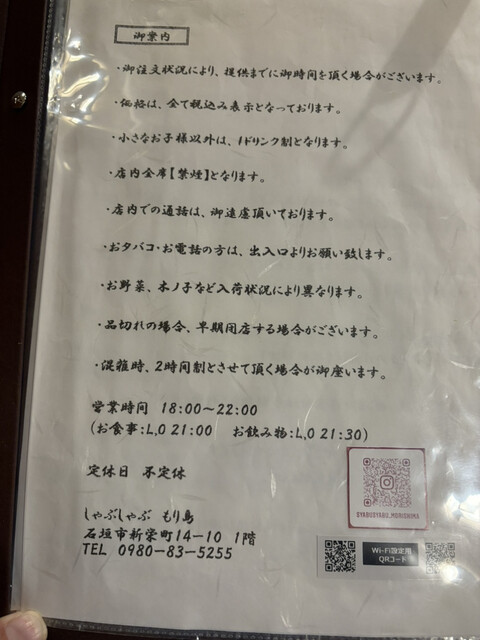 御案内
・御注文状況により、提供までに御時間を頂く場合がございます。
・価格は、全て税込み表示となっております。
・小さなお子様以外は、1ドリンク制となります。
・店内全席【禁煙】となります。
・店内での通話は、御遠慮頂いております。
・おタバコ・お電話の方は、出入口よりお願い致します。
・お野菜、木ノ子など入荷状況により異なります。
・品切れの場合、早期閉店する場合がございます。
・混雑時、2時間制とさせて頂く場合が御座います。
営業時間 18:00~22:00
(お食事:L,O 21:00 お飲み物:L,O 21:30)
定休日 不定休
しゃぶしゃぶ もり島
石垣市新栄町14-10 1階
TEL 0980-83-5255
SYABUSYABU_MORISHIMA
Wi-Fi設定用
QRコード